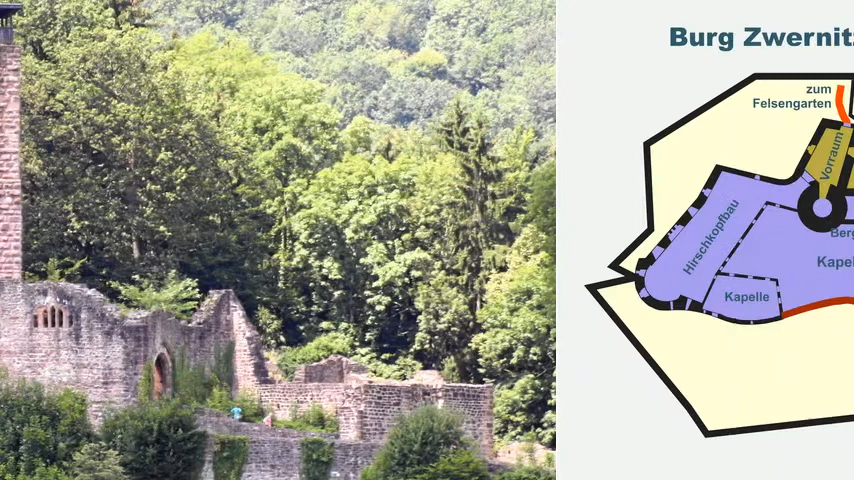 Burg Zwernitz
zum
Felsengarten
Vorraum
Hirschkopfbau
Kapelle